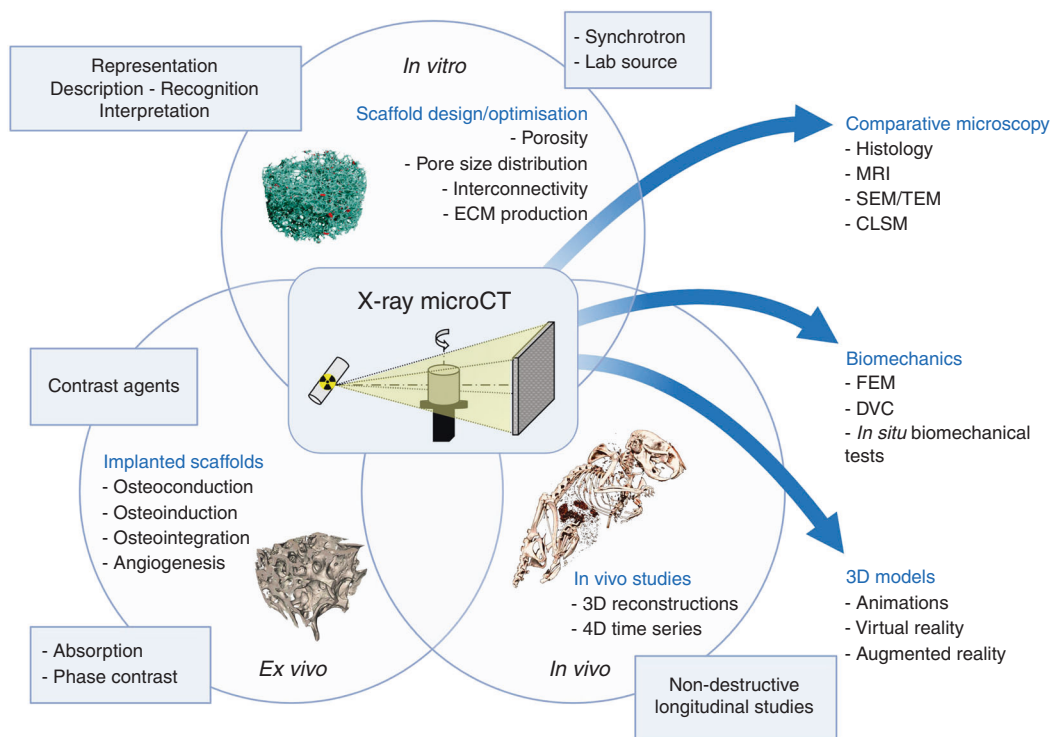 Representation
Description - Recognition
Interpretation
In vitro
- Synchrotron
- Lab source
Scaffold design/optimisation
- Porosity
- Pore size distribution
- Interconnectivity
- ECM production
Comparative microscopy
- Histology
- MRI
- SEM/TEM
- CLSM
X-ray microCT
Contrast agents
Biomechanics
- FEM
- DVC
- In situ biomechanical
tests
Implanted scaffolds
- Osteoconduction
- Osteoinduction
- Osteointegration
- Angiogenesis
In vivo studies
- 3D reconstructions
- 4D time series
3D models
- Animations
- Virtual reality
- Augmented reality
- Absorption
- Phase contrast
Ex vivo
In vivo
Non-destructive
longitudinal studies